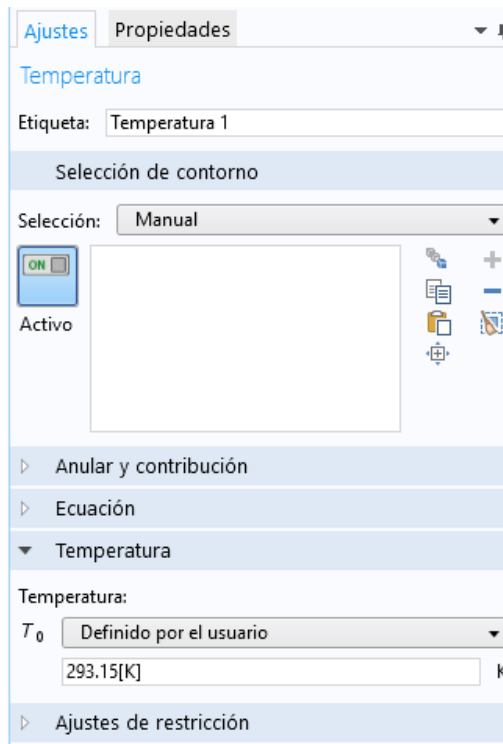 Ajustes Propiedades
Temperatura
Etiqueta: Temperatura 1
Selección de contorno
Selección: Manual
ON
Activo
Anular y contribución
Ecuación
Temperatura
Temperatura:
T₀ Definido por el usuario
293.15[K] K
Ajustes de restricción